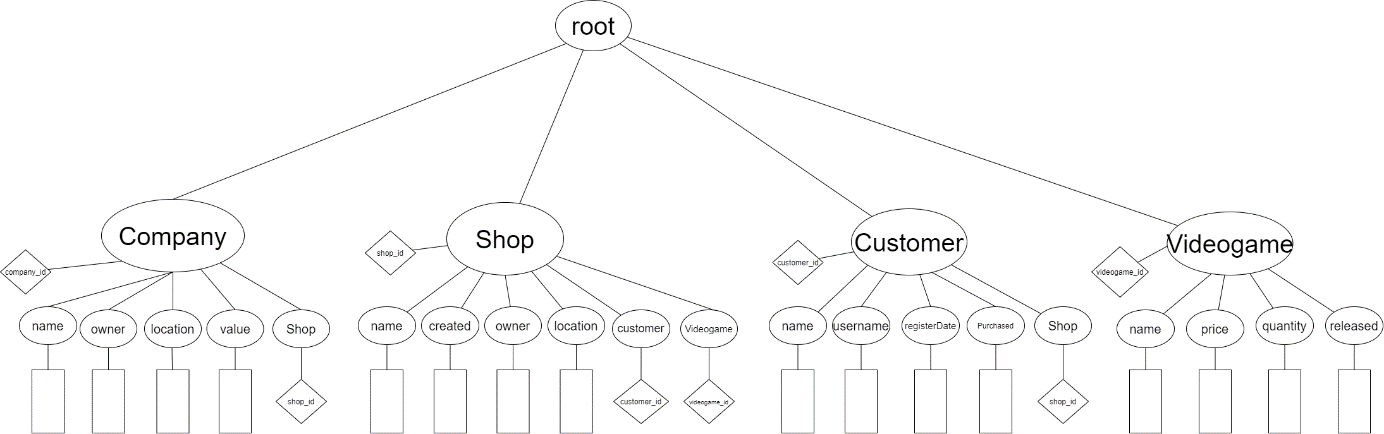 root
Company
Shop
Customer
Videogame
company_id
shop_id
customer_id
videogame_id
name
owner
location
value
Shop
name
created
owner
location
customer
Videogame
name
username
registerDate
Purchased
Shop
name
price
quantity
released
shop_id
customer_id
videogame_id
shop_id